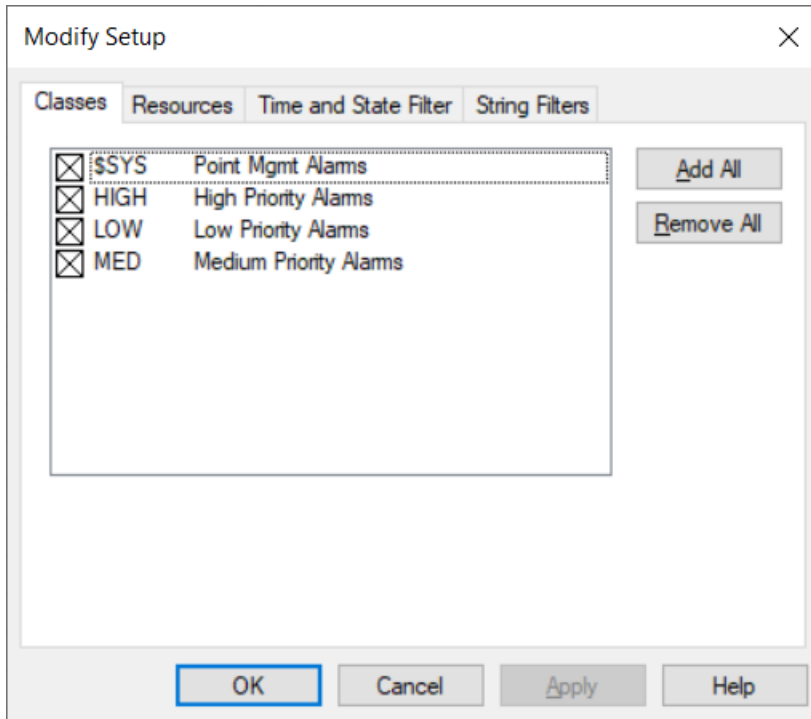 Modify Setup
Classes Resources Time and State Filter String Filters
$SYS Point Mgmt Alarms
HIGH High Priority Alarms
LOW Low Priority Alarms
MED Medium Priority Alarms
Add All
Remove All
OK Cancel Apply Help